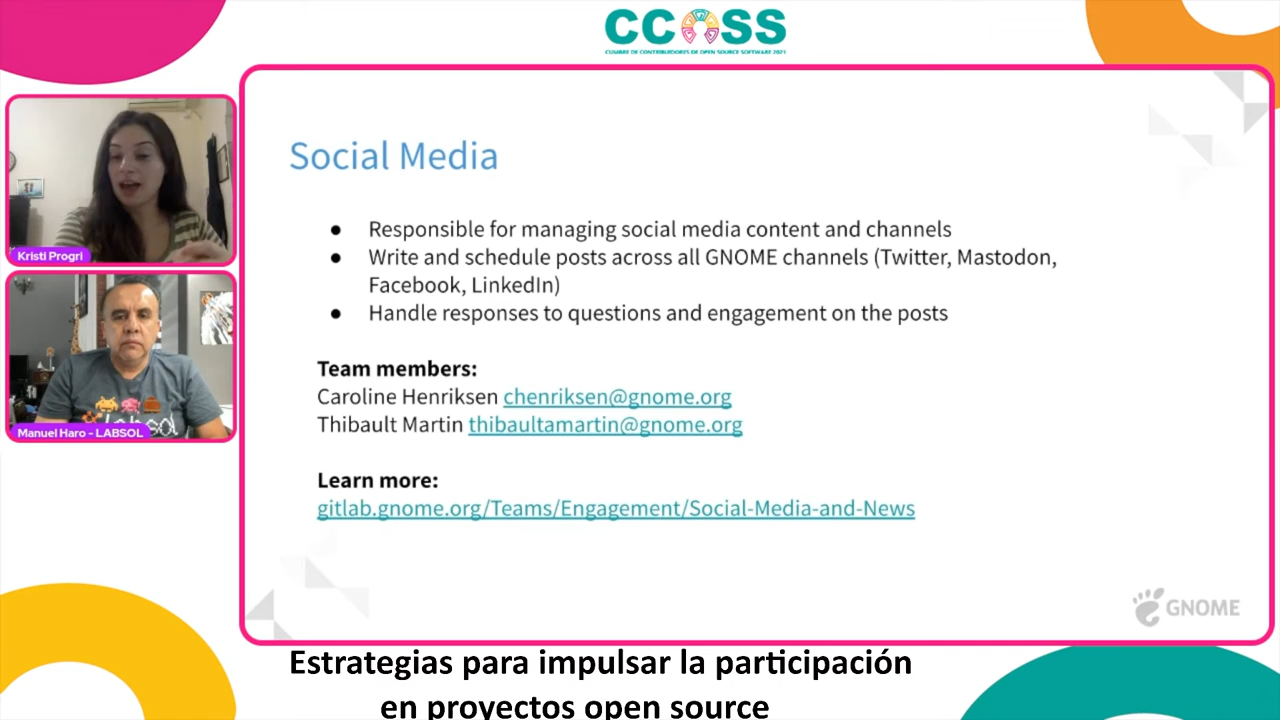 CCOSS
CUMBRE DE CONTRIBUIDORES DE OPEN SOURCE SOFTWARE 2021
Kristi Progri
Manuel Haro - LABSOL
Social Media
● Responsible for managing social media content and channels
● Write and schedule posts across all GNOME channels (Twitter, Mastodon,
Facebook, LinkedIn)
● Handle responses to questions and engagement on the posts
Team members:
Caroline Henriksen chenriksen@gnome.org
Thibault Martin thibaultamartin@gnome.org
Learn more:
gitlab.gnome.org/Teams/Engagement/Social-Media-and-News
GNOME
Estrategias para impulsar la participación
en proyectos open source